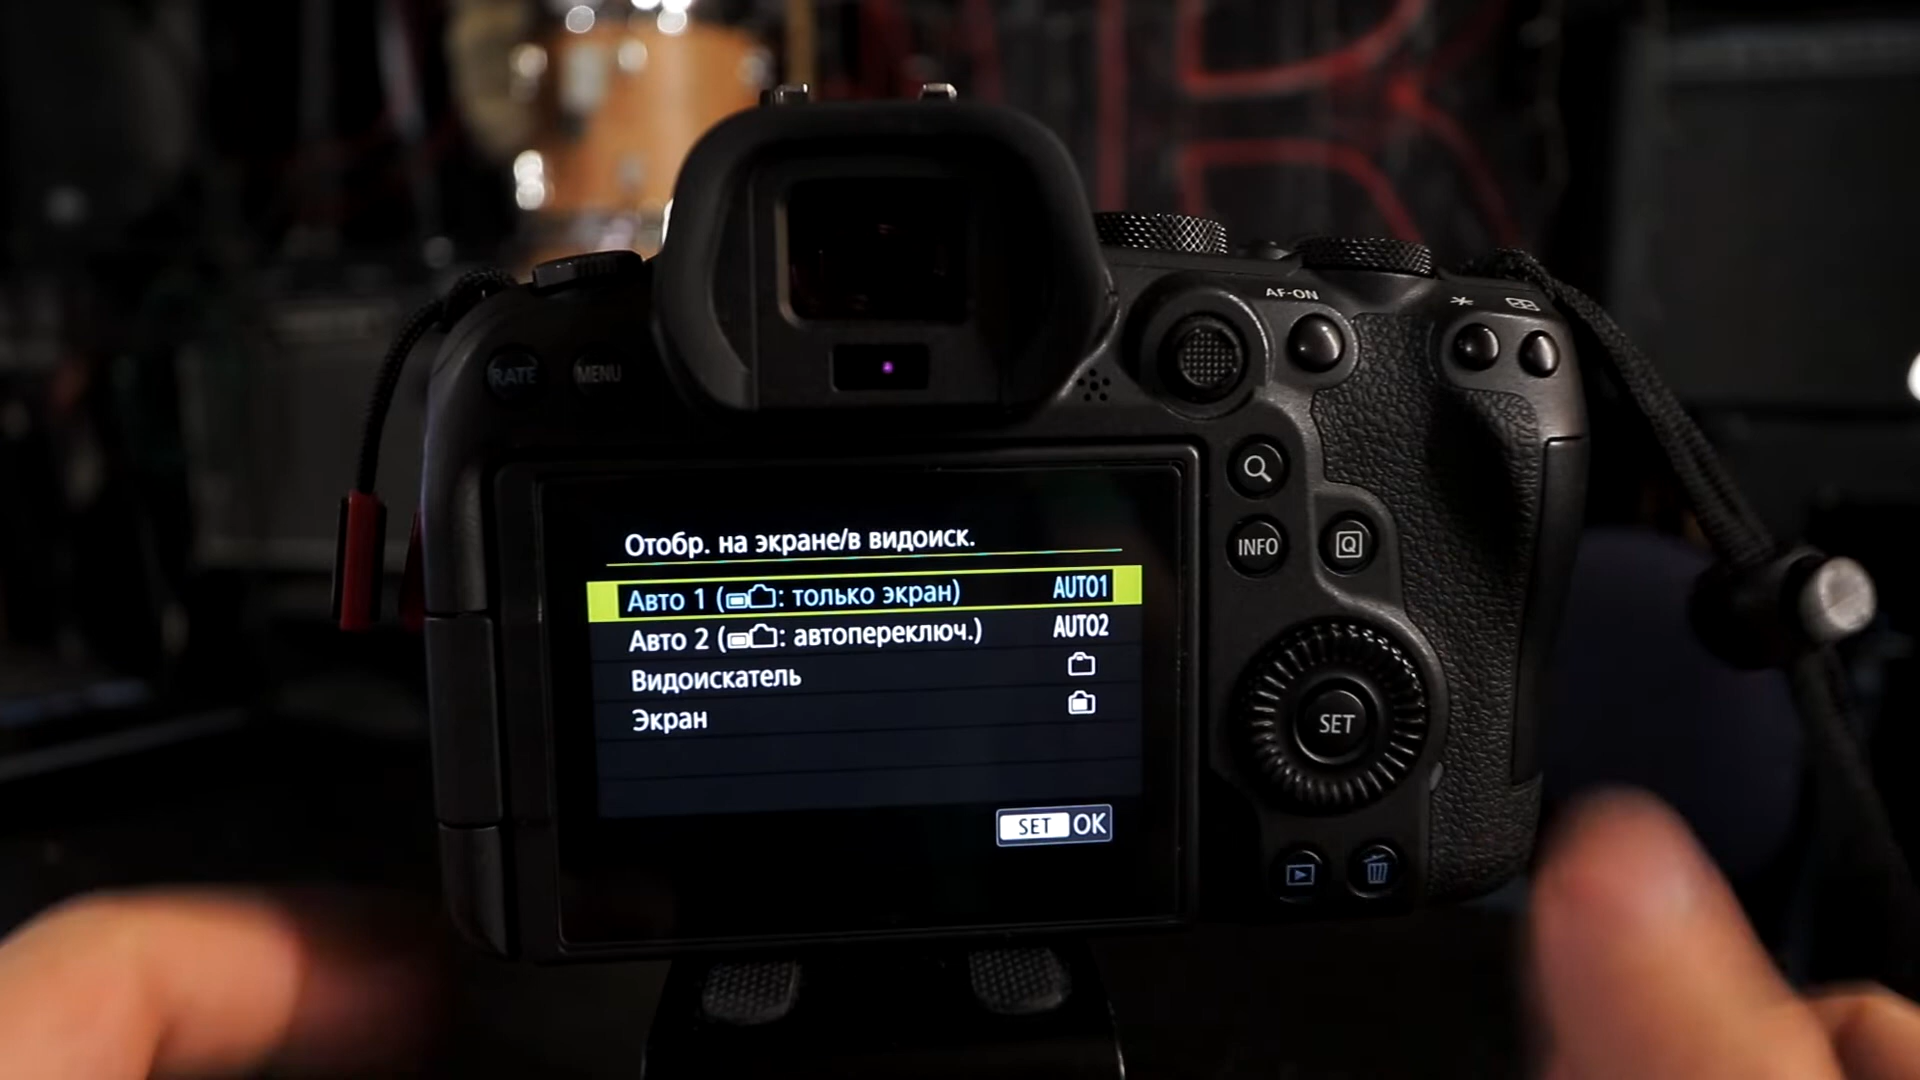 AF-ON
RATE
MENU
INFO
Q
Отобр. на экране/в видоиск.
Авто 1 (: только экран) AUTO1
Авто 2 (: автопереключ.) AUTO2
Видоискатель
Экран
SET
SET OK